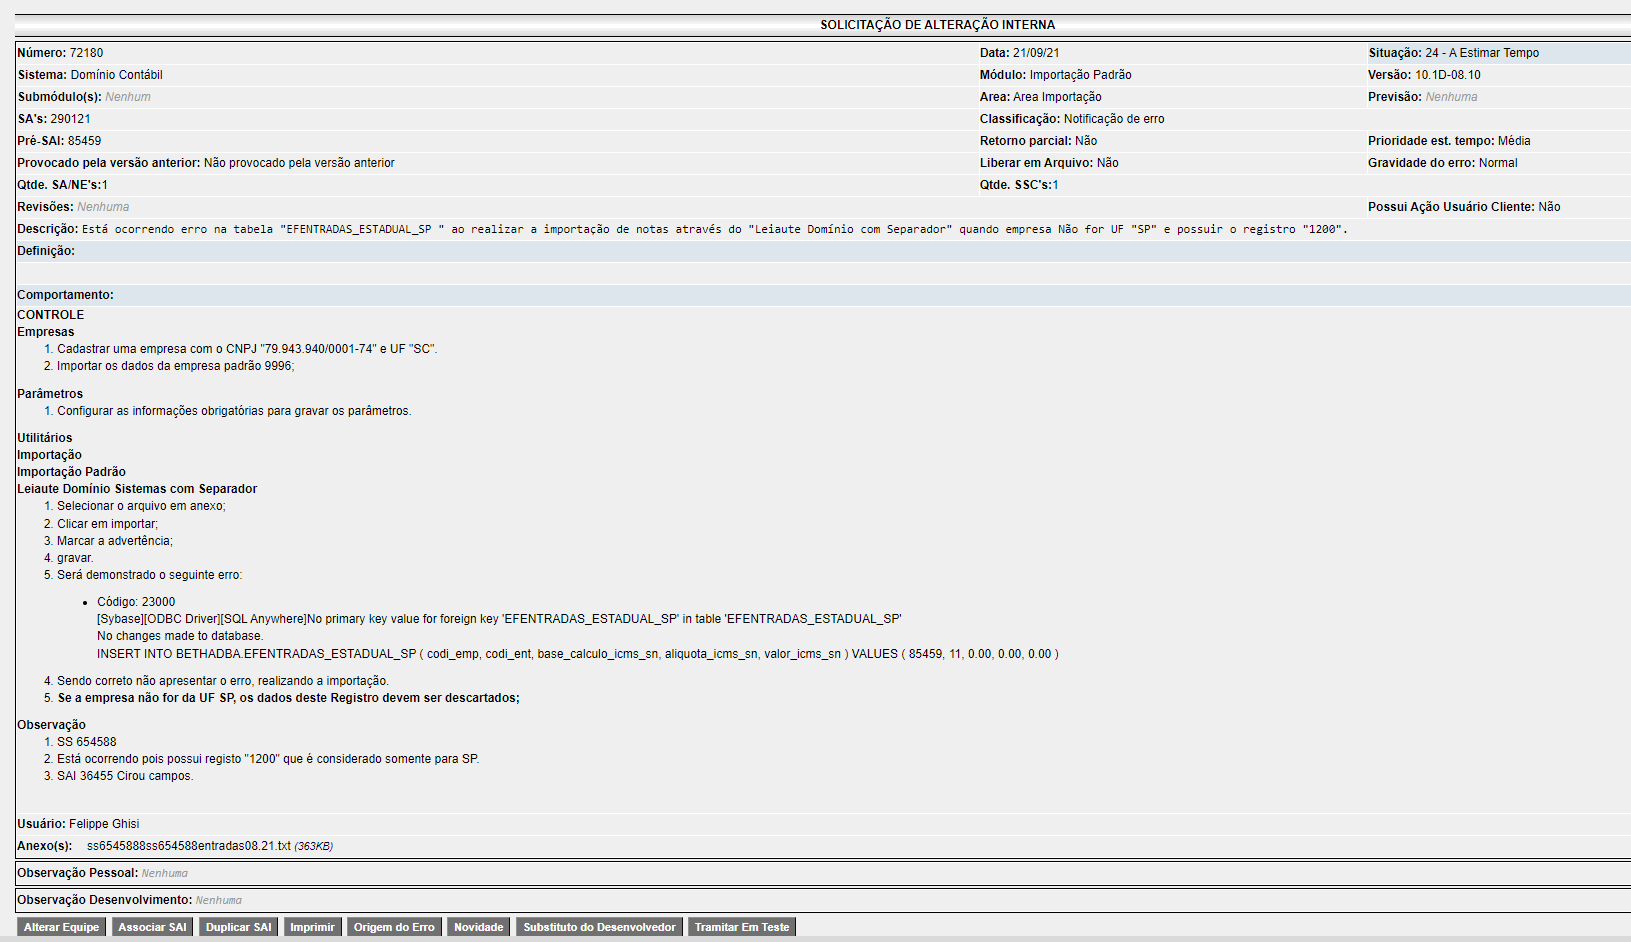 SOLICITAÇÃO DE ALTERAÇÃO INTERNA
Número: 72180 Data: 21/09/21 Situação: 24 - A Estimar Tempo
Sistema: Domínio Contábil Módulo: Importação Padrão Versão: 10.1D-08.10
Submódulo(s): Nenhum Area: Area Importação Previsão: Nenhuma
SA's: 290121 Classificação: Notificação de erro
Pré-SAI: 85459 Retorno parcial: Não Prioridade est. tempo: Média
Provocado pela versão anterior: Não provocado pela versão anterior Liberar em Arquivo: Não Gravidade do erro: Normal
Qtde. SA/NE's:1 Qtde. SSC's:1
Revisões: Nenhuma Possui Ação Usuário Cliente: Não
Descrição: Está ocorrendo erro na tabela "EFENTRADAS_ESTADUAL_SP " ao realizar a importação de notas através do "Leiaute Domínio com Separador" quando empresa Não for UF "SP" e possuir o registro "1200".
Definição:
Comportamento:
CONTROLE
Empresas
1. Cadastrar uma empresa com o CNPJ "79.943.940/0001-74" e UF "SC".
2. Importar os dados da empresa padrão 9996;
Parâmetros
1. Configurar as informações obrigatórias para gravar os parâmetros.
Utilitários
Importação
Importação Padrão
Leiaute Domínio Sistemas com Separador
1. Selecionar o arquivo em anexo;
2. Clicar em importar;
3. Marcar a advertência;
4. gravar.
5. Será demonstrado o seguinte erro:
• Código: 23000
[Sybase][ODBC Driver][SQL Anywhere]No primary key value for foreign key 'EFENTRADAS_ESTADUAL_SP' in table 'EFENTRADAS_ESTADUAL_SP'
No changes made to database.
INSERT INTO BETHADBA.EFENTRADAS_ESTADUAL_SP ( codi_emp, codi_ent, base_calculo_icms_sn, aliquota_icms_sn, valor_icms_sn ) VALUES ( 85459, 11, 0.00, 0.00, 0.00 )
4. Sendo correto não apresentar o erro, realizando a importação.
5. Se a empresa não for da UF SP, os dados deste Registro devem ser descartados;
Observação
1. SS 654588
2. Está ocorrendo pois possui registo "1200" que é considerado somente para SP.
3. SAI 36455 Cirou campos.
Usuário: Felippe Ghisi
Anexo(s): ss6545888ss654588entradas08.21.txt (363KB)
Observação Pessoal: Nenhuma
Observação Desenvolvimento: Nenhuma
Alterar Equipe Associar SAI Duplicar SAI Imprimir Origem do Erro Novidade Substituto do Desenvolvedor Tramitar Em Teste